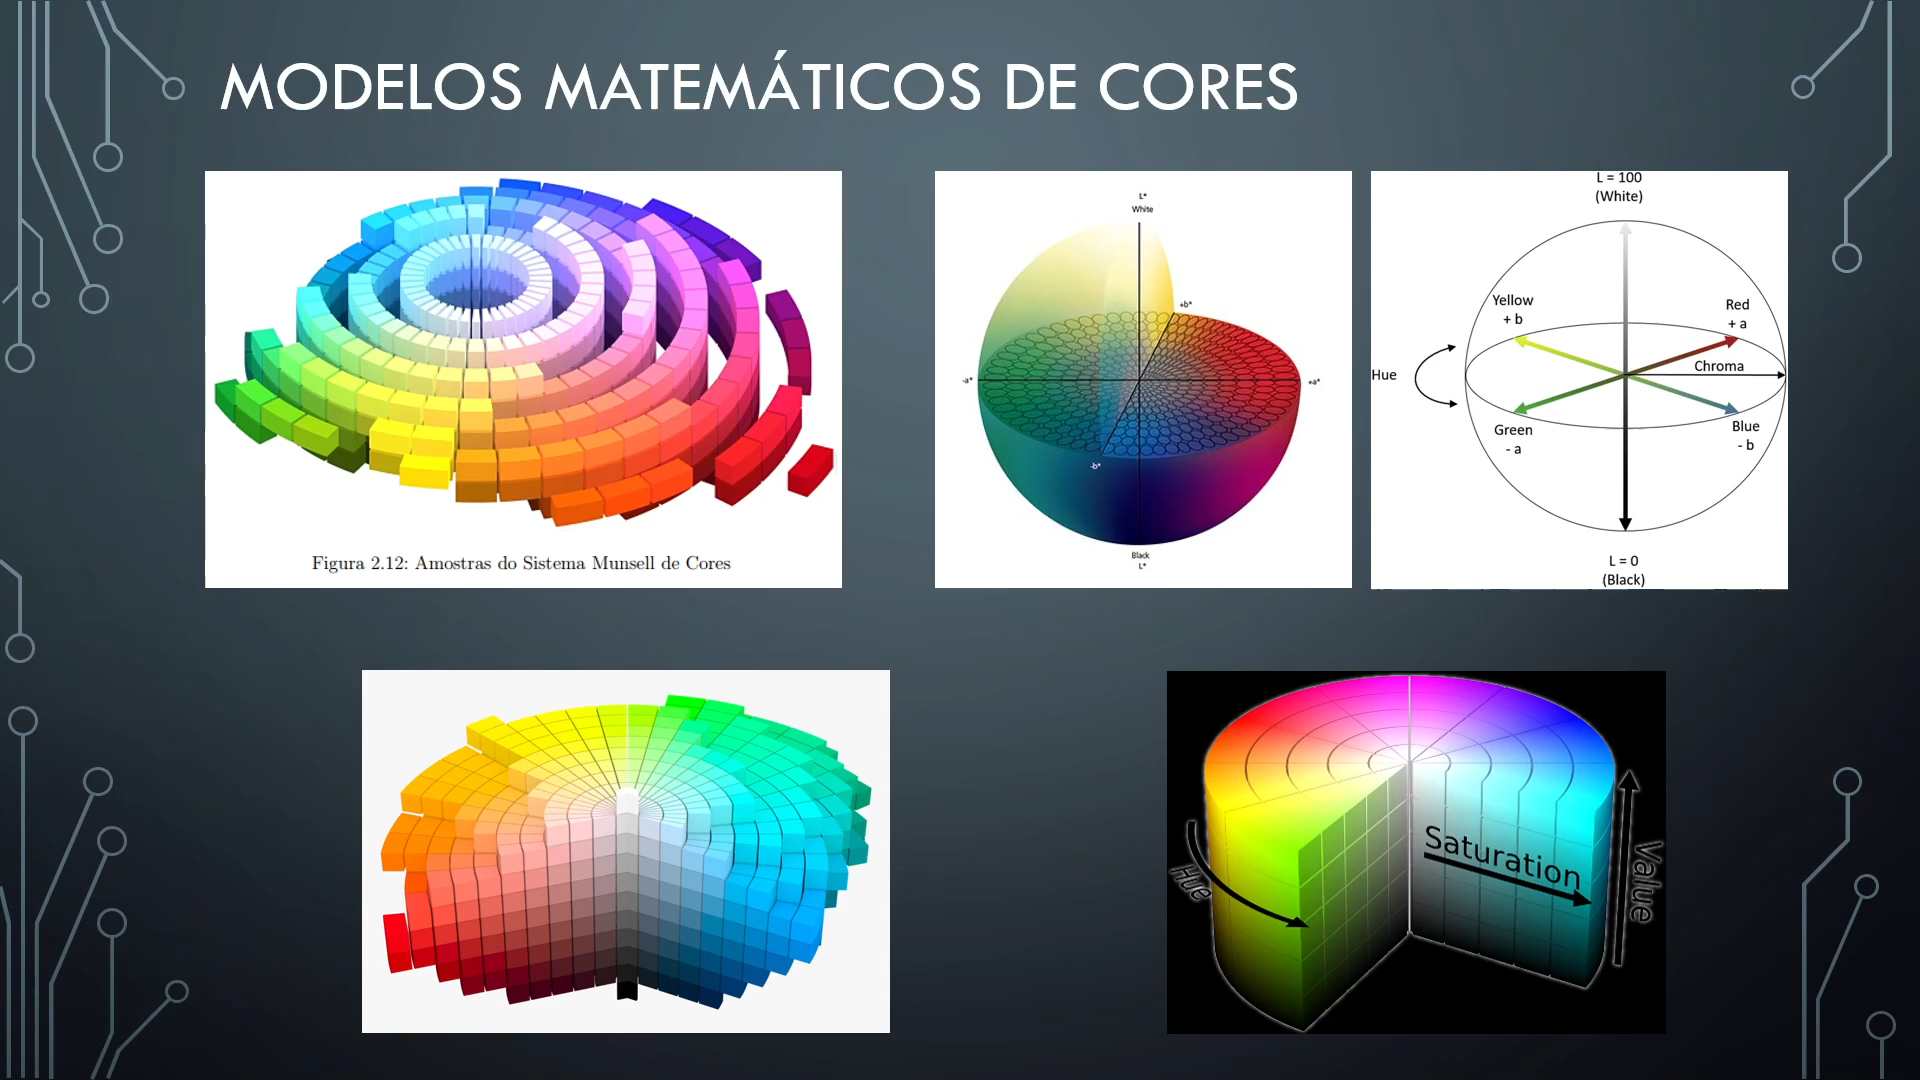 MODELOS MATEMÁTICOS DE CORES
Figura 2.12: Amostras do Sistema Munsell de Cores
L*
White
+b*
-a*
+a*
-b*
Black
L*
L = 100
(White)
Yellow
+ b
Red
+ a
Hue
Chroma
Green
- a
Blue
- b
L = 0
(Black)
Hue
Saturation
Value